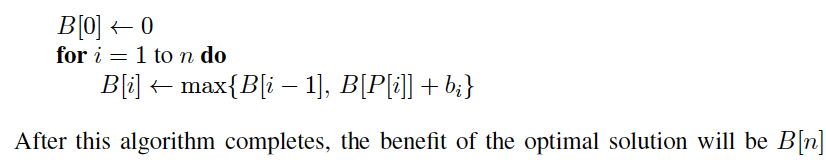 B[0] ← 0
for i = 1 to n do
B[i] ← max{B[i − 1], B[P[i]] + bᵢ}
After this algorithm completes, the benefit of the optimal solution will be B[n]